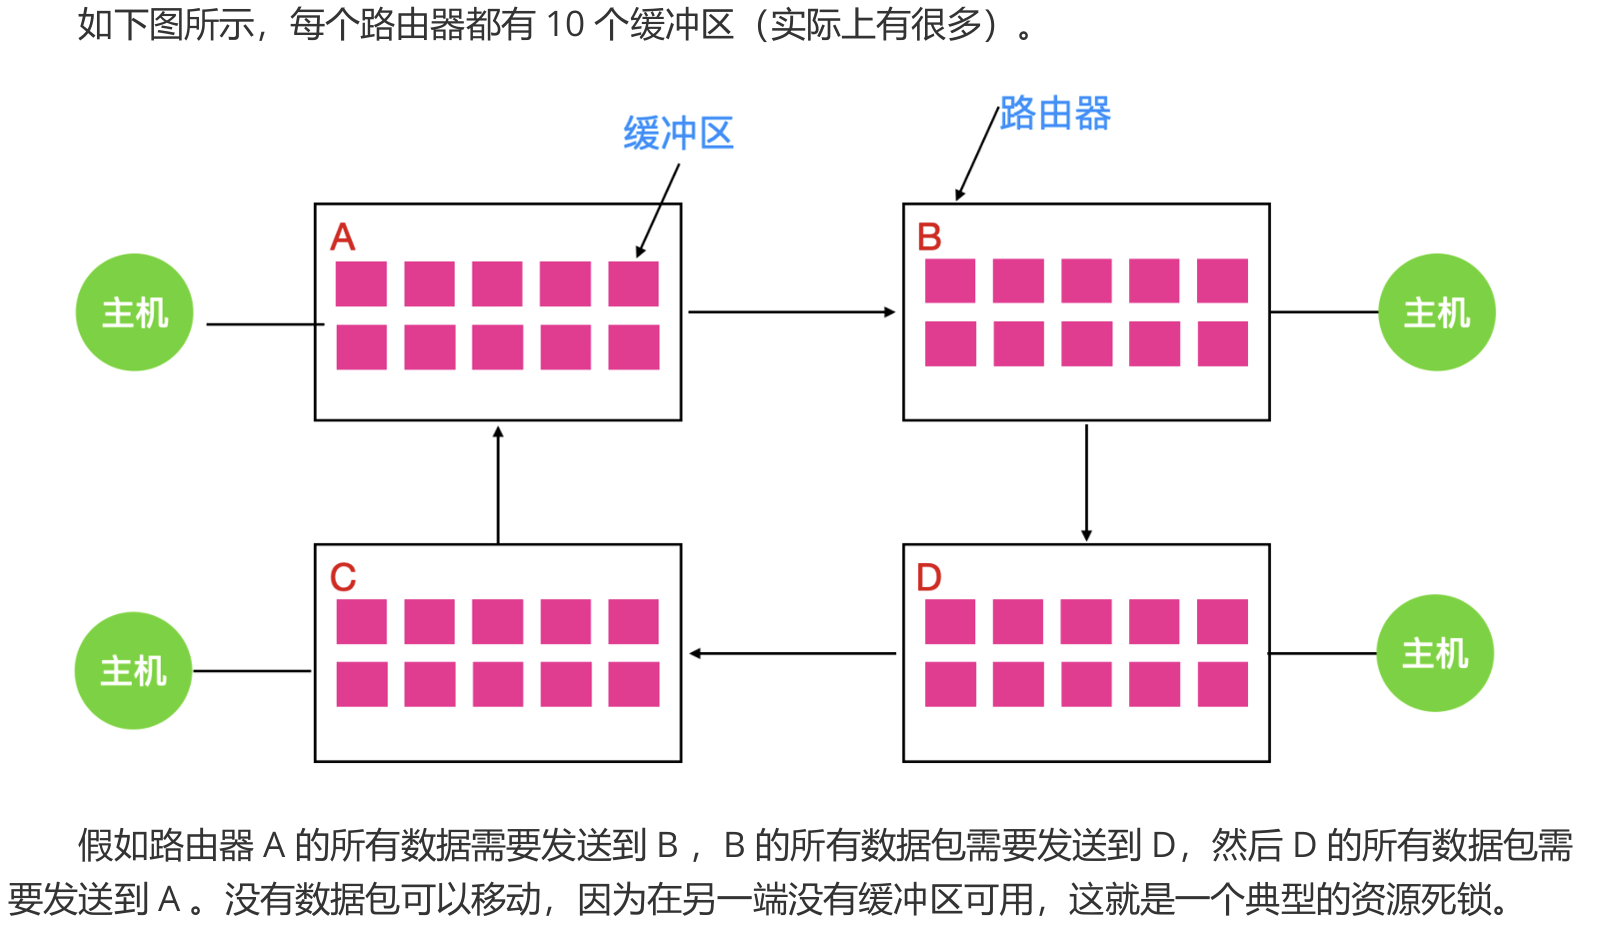 如下图所示，每个路由器都有 10 个缓冲区（实际上有很多）。
路由器
缓冲区
A
B
主机
主机
C
D
主机
主机
假如路由器 A 的所有数据需要发送到 B ，B 的所有数据包需要发送到 D，然后 D 的所有数据包需
要发送到 A 。没有数据包可以移动，因为在另一端没有缓冲区可用，这就是一个典型的资源死锁。